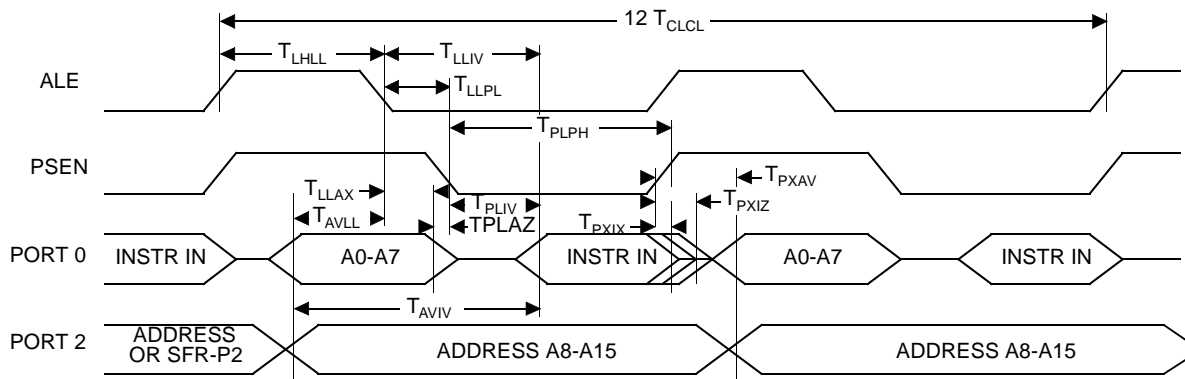 12 TCLCL
TLHLL TLLIV
ALE
TLLPL
TPLPH
PSEN
TLLAX TPXAV
TPLIV TPXIZ
TAVLL TPLAZ TPXIX
PORT 0 INSTR IN A0-A7 INSTR IN A0-A7 INSTR IN
TAVIV
PORT 2 ADDRESS OR SFR-P2 ADDRESS A8-A15 ADDRESS A8-A15